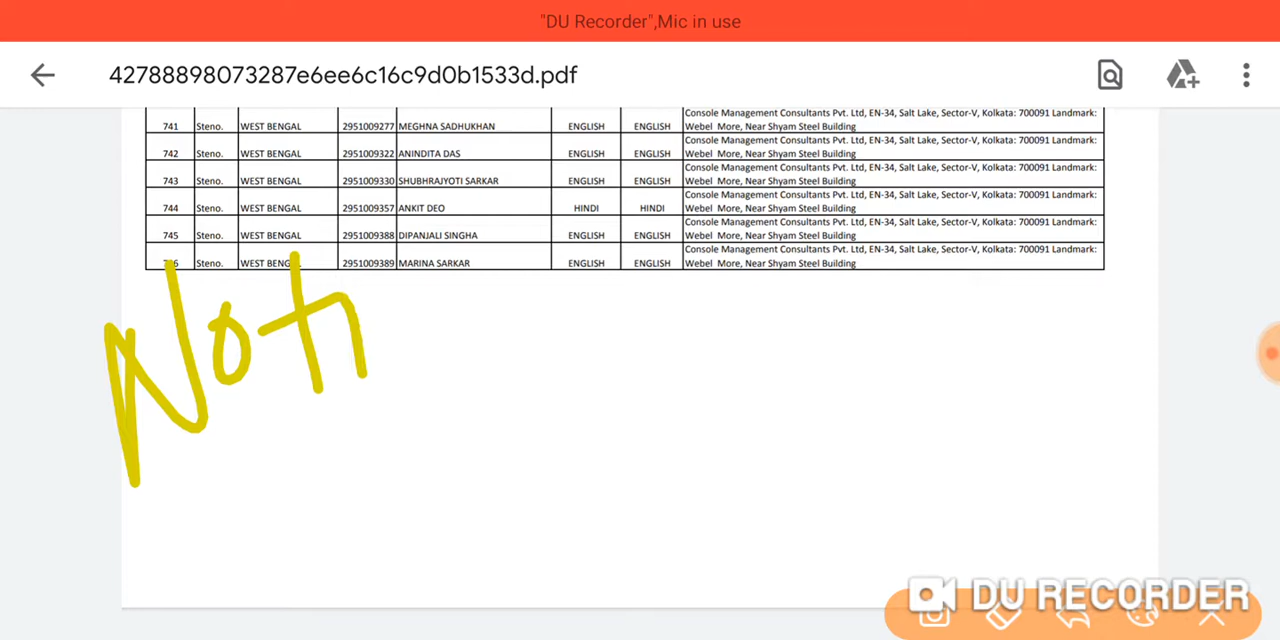 "DU Recorder",Mic in use
42788898073287e6ee6c16c9d0b1533d.pdf
741 Steno. WEST BENGAL 2951009277 MEGHNA SADHUKHAN ENGLISH ENGLISH Console Management Consultants Pvt. Ltd, EN-34, Salt Lake, Sector-V, Kolkata: 700091 Landmark:
Webel More, Near Shyam Steel Building
742 Steno. WEST BENGAL 2951009322 ANINDITA DAS ENGLISH ENGLISH Console Management Consultants Pvt. Ltd, EN-34, Salt Lake, Sector-V, Kolkata: 700091 Landmark:
Webel More, Near Shyam Steel Building
743 Steno. WEST BENGAL 2951009330 SHUBHRAJYOTI SARKAR ENGLISH ENGLISH Console Management Consultants Pvt. Ltd, EN-34, Salt Lake, Sector-V, Kolkata: 700091 Landmark:
Webel More, Near Shyam Steel Building
744 Steno. WEST BENGAL 2951009357 ANKIT DEO HINDI HINDI Console Management Consultants Pvt. Ltd, EN-34, Salt Lake, Sector-V, Kolkata: 700091 Landmark:
Webel More, Near Shyam Steel Building
745 Steno. WEST BENGAL 2951009388 DIPANJALI SINGHA ENGLISH ENGLISH Console Management Consultants Pvt. Ltd, EN-34, Salt Lake, Sector-V, Kolkata: 700091 Landmark:
Webel More, Near Shyam Steel Building
Steno. WEST BENGAL 2951009389 MARINA SARKAR ENGLISH ENGLISH Console Management Consultants Pvt. Ltd, EN-34, Salt Lake, Sector-V, Kolkata: 700091 Landmark:
Webel More, Near Shyam Steel Building
Noti
DU RECORDER